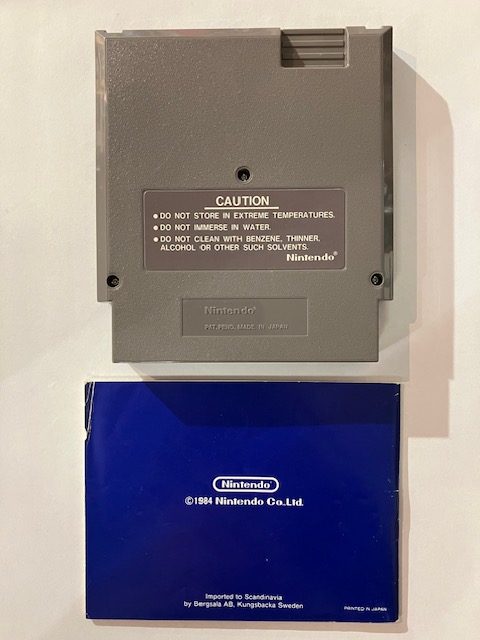 CAUTION
● DO NOT STORE IN EXTREME TEMPERATURES.
● DO NOT IMMERSE IN WATER.
● DO NOT CLEAN WITH BENZENE, THINNER,
ALCOHOL OR OTHER SUCH SOLVENTS.
Nintendo®
Nintendo®
PAT. PEND. MADE IN JAPAN
Nintendo
©1984 Nintendo Co.,Ltd.
Imported to Scandinavia
by Bergsala AB, Kungsbacka Sweden
PRINTED IN JAPAN